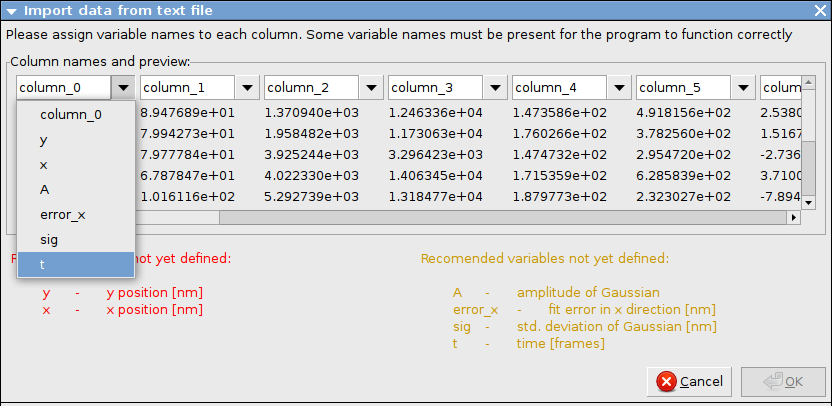 Import data from text file
Please assign variable names to each column. Some variable names must be present for the program to function correctly
Column names and preview:
column_0 column_1 column_2 column_3 column_4 column_5 colum
column_0 8.947689e+01 1.370940e+03 1.246336e+04 1.473586e+02 4.918156e+02 2.5380
y 7.994273e+01 1.958482e+03 1.173063e+04 1.760266e+02 3.782560e+02 1.5167
x 7.977784e+01 3.925244e+03 3.296423e+03 1.474732e+02 2.954720e+02 -2.736
A 6.787847e+01 4.022330e+03 1.406345e+04 1.715359e+02 6.285839e+02 3.7100
error_x 1.016116e+02 5.292739e+03 1.318477e+04 1.879773e+02 2.323027e+02 -7.894
sig
t
not yet defined:
y - y position [nm]
x - x position [nm]
Recomended variables not yet defined:
A - amplitude of Gaussian
error_x - fit error in x direction [nm]
sig - std. deviation of Gaussian [nm]
t - time [frames]
Cancel OK